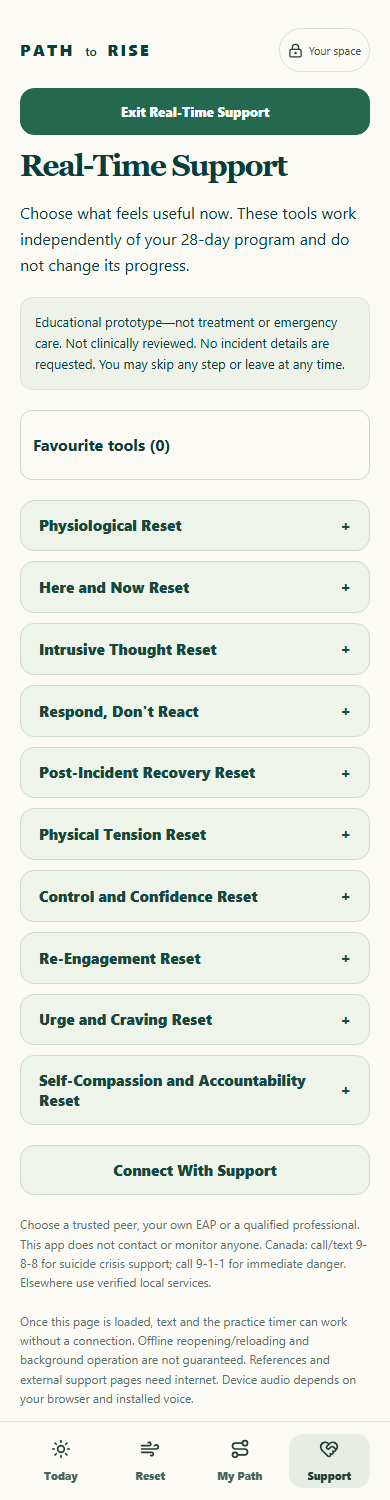 PATH to RISE
Your space
Exit Real-Time Support
Real-Time Support
Choose what feels useful now. These tools work
independently of your 28-day program and do
not change its progress.
Educational prototype—not treatment or emergency
care. Not clinically reviewed. No incident details are
requested. You may skip any step or leave at any time.
Favourite tools (0)
Physiological Reset +
Here and Now Reset +
Intrusive Thought Reset +
Respond, Don't React +
Post-Incident Recovery Reset +
Physical Tension Reset +
Control and Confidence Reset +
Re-Engagement Reset +
Urge and Craving Reset +
Self-Compassion and Accountability
Reset +
Connect With Support
Choose a trusted peer, your own EAP or a qualified professional.
This app does not contact or monitor anyone. Canada: call/text 9-
8-8 for suicide crisis support; call 9-1-1 for immediate danger.
Elsewhere use verified local services.
Once this page is loaded, text and the practice timer can work
without a connection. Offline reopening/reloading and
background operation are not guaranteed. References and
external support pages need internet. Device audio depends on
your browser and installed voice.
Today Reset My Path Support